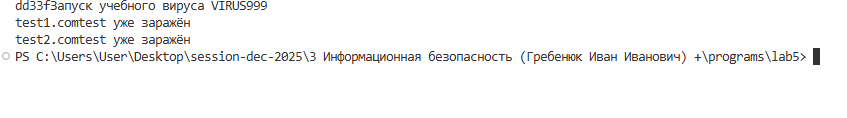 dd33fЗапуск учебного вируса VIRUS999
test1.comtest уже заражён
test2.comtest уже заражён
PS C:\Users\User\Desktop\session-dec-2025\3 Информационная безопасность (Гребенюк Иван Иванович) +\programs\lab5>